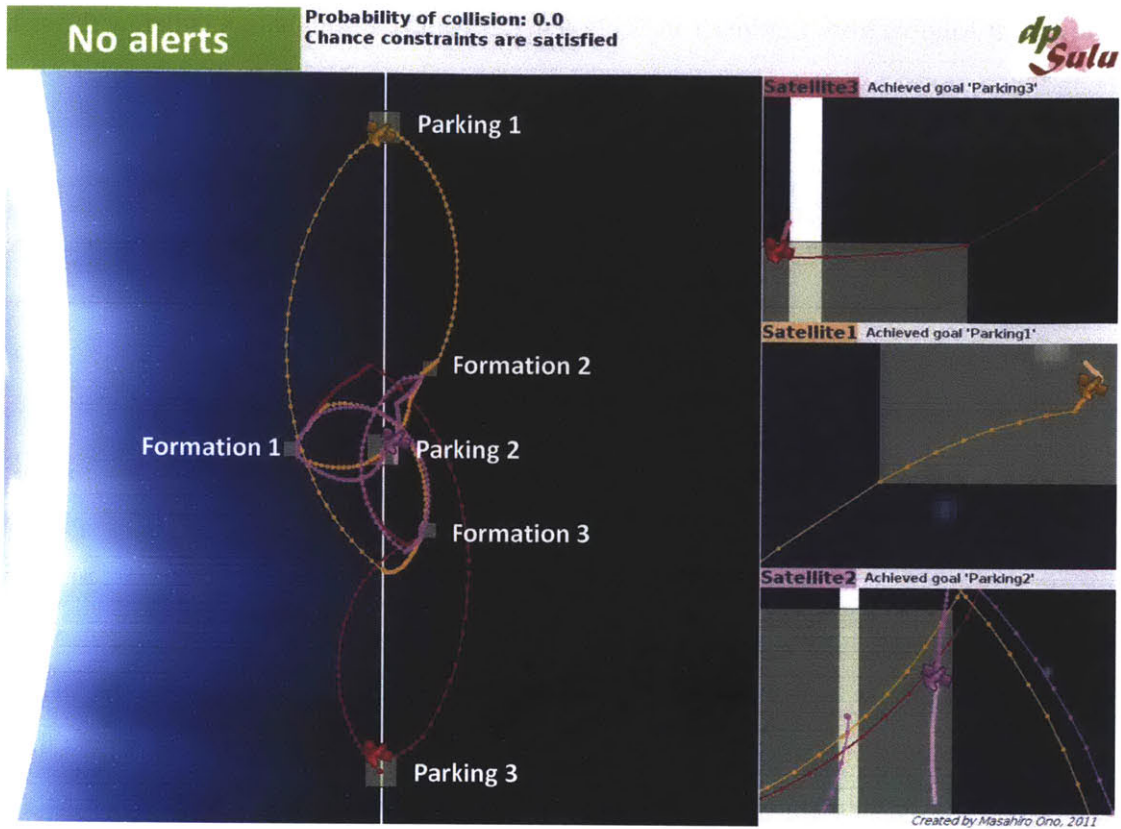 No alerts
Probability of collision: 0.0
Chance constraints are satisfied
dp
Sulu
Parking 1
Formation 2
Formation 1
Parking 2
Formation 3
Parking 3
Satellite3 Achieved goal 'Parking3'
Satellite1 Achieved goal 'Parking1'
Satellite2 Achieved goal 'Parking2'
Created by Masahiro Ono, 2011